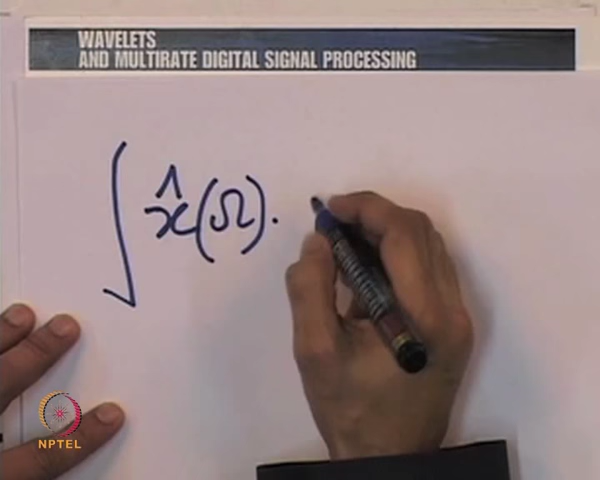 WAVELETS
AND MULTIRATE DIGITAL SIGNAL PROCESSING
∫ x̂(Ω).
NPTEL